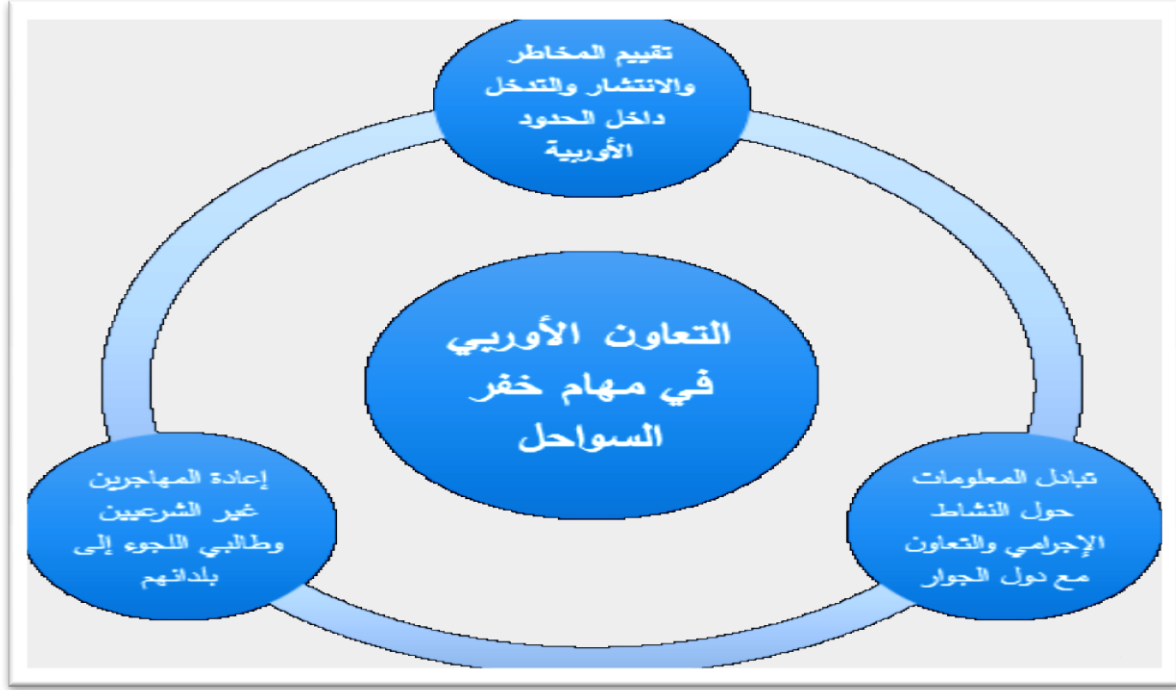 تقييم المخاطر
والانتشار والتدخل
داخل الحدود
الأوربية
التعاون الأوربي
في مهام خفر
السواحل
تبادل المعلومات
حول النشاط
الإجرامي والتعاون
مع دول الجوار
إعادة المهاجرين
غير الشرعيين
وطالبي اللجوء إلى
بلدانهم